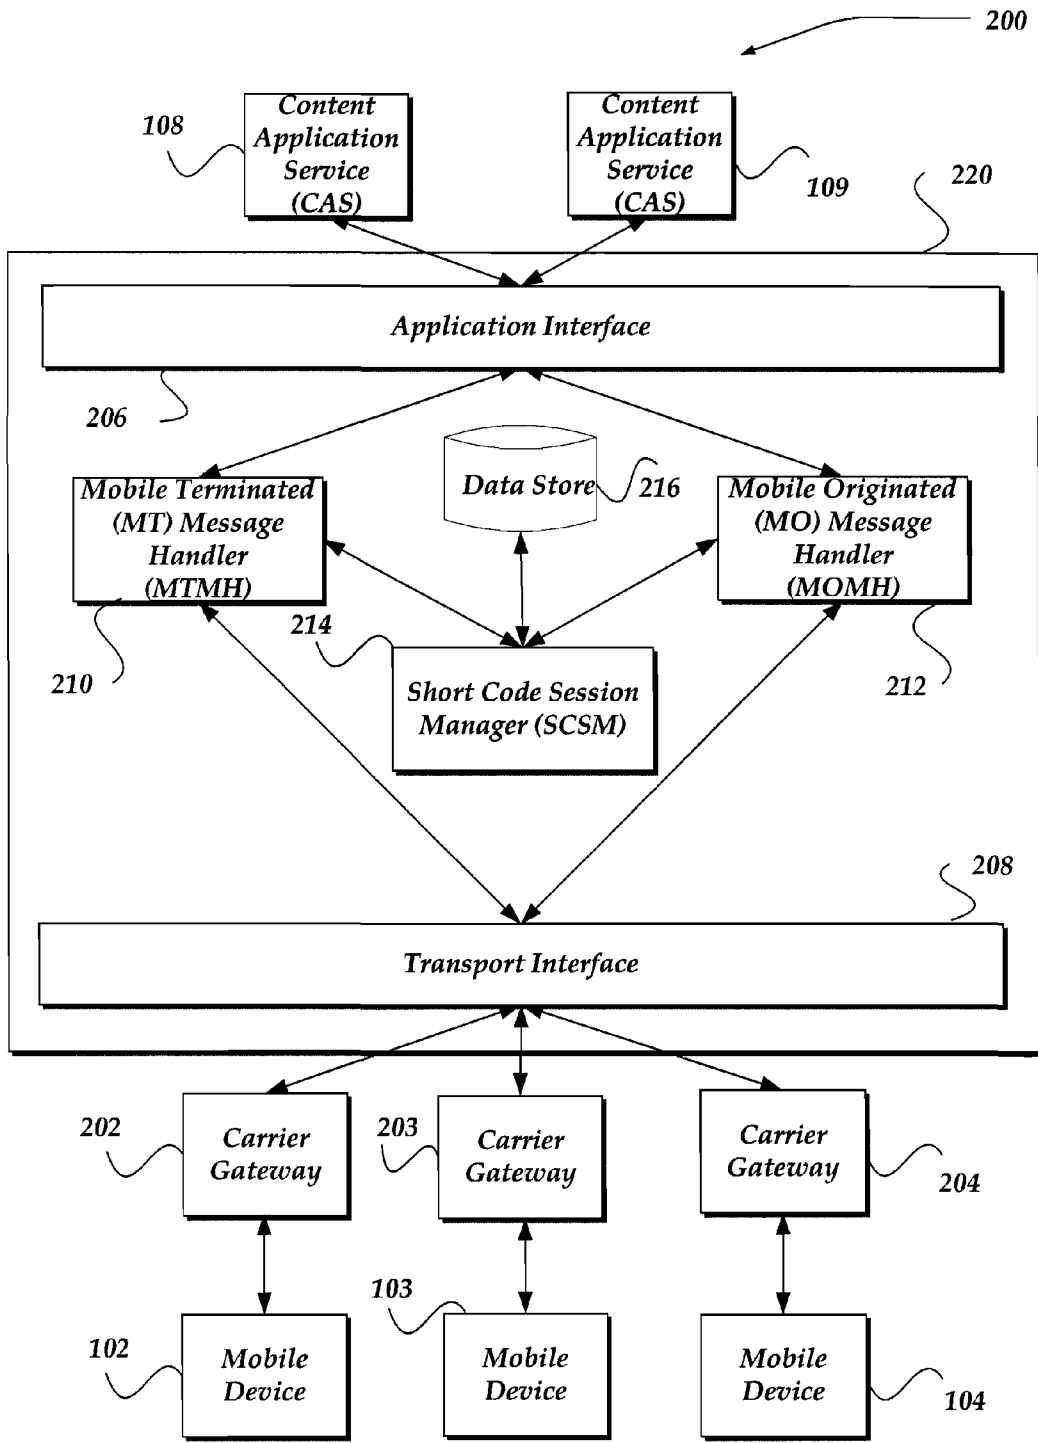 200
Content
Application
Service
(CAS)
108
Content
Application
Service
(CAS)
109
220
Application Interface
206
Data Store
216
Mobile Terminated
(MT) Message
Handler
(MTMH)
210
Mobile Originated
(MO) Message
Handler
(MOMH)
212
214
Short Code Session
Manager (SCSM)
208
Transport Interface
202
Carrier
Gateway
203
Carrier
Gateway
Carrier
Gateway
204
102
Mobile
Device
103
Mobile
Device
Mobile
Device
104